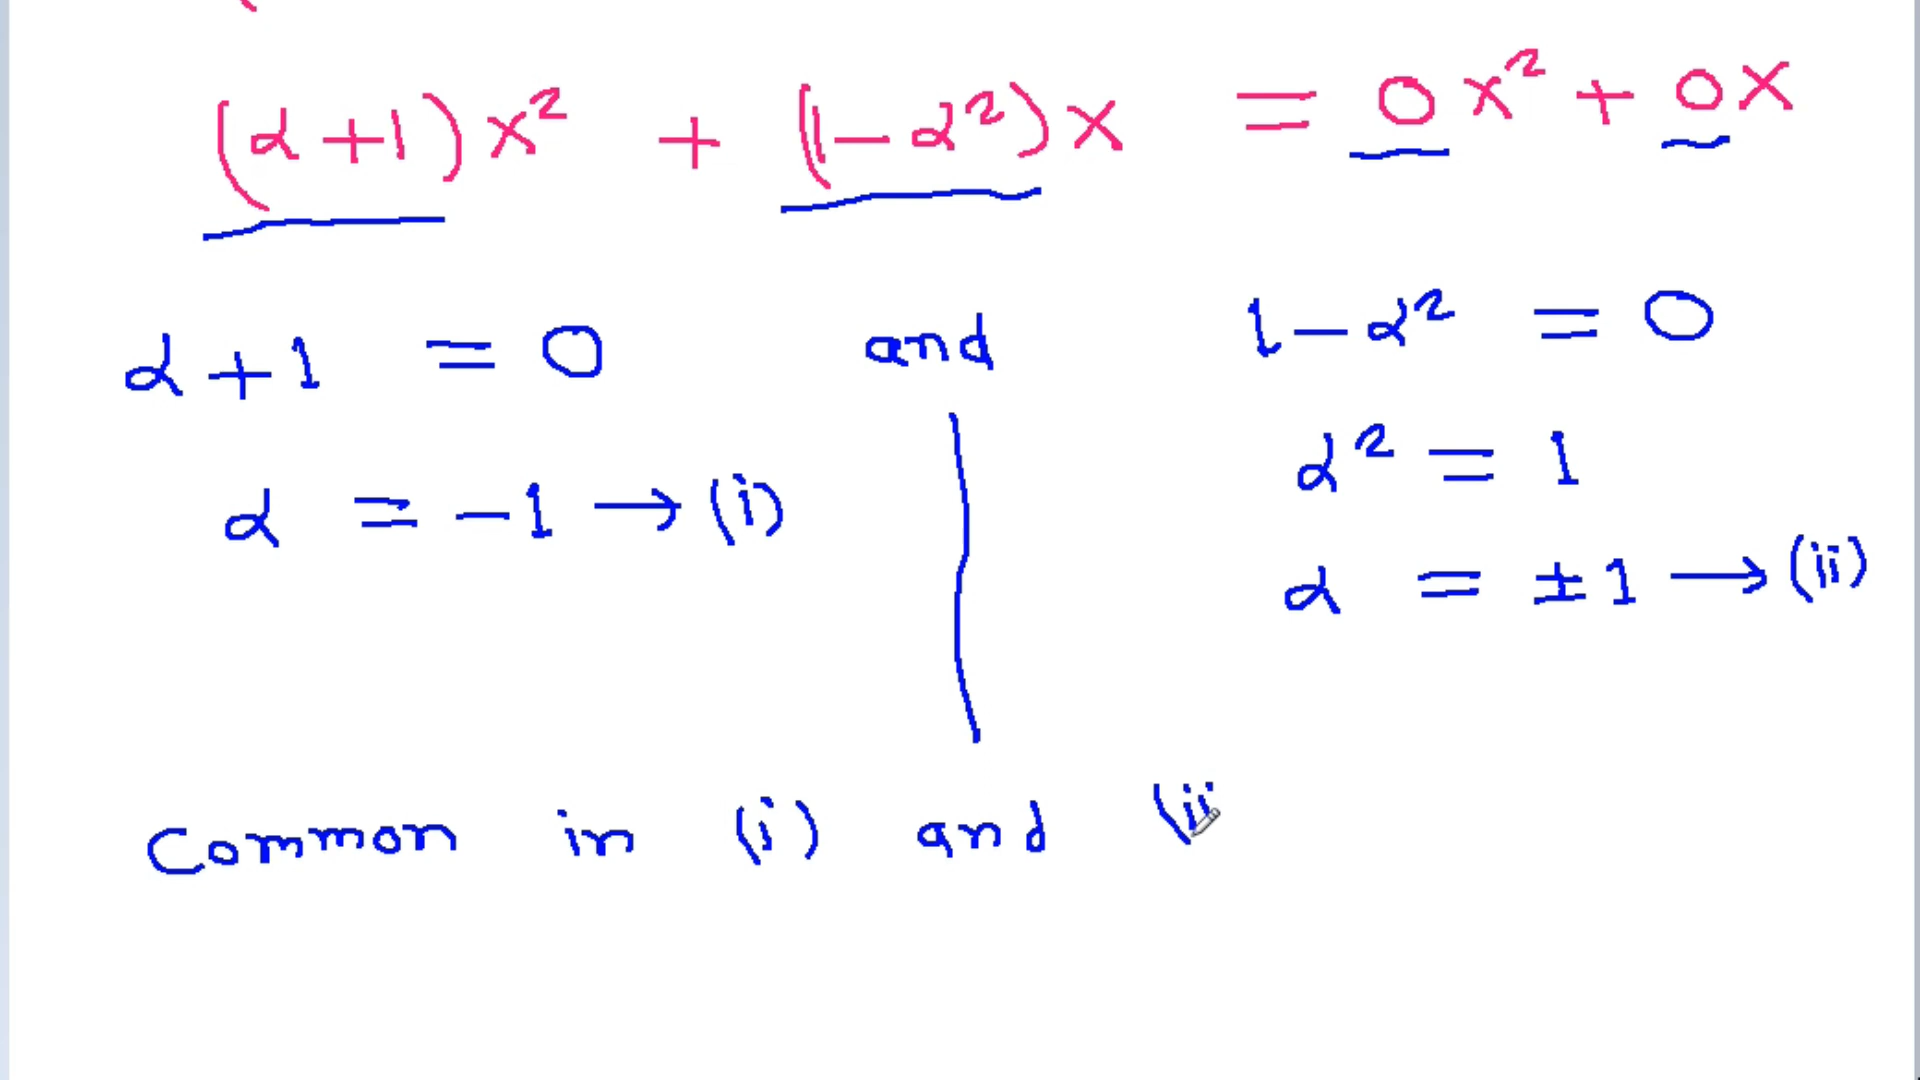 (α+1)x² + (1-α²)x = 0x² + 0x
α+1 = 0 and 1-α² = 0
α² = 1
α = -1 → (i)
α = ±1 → (ii)
Common in (i) and (ii